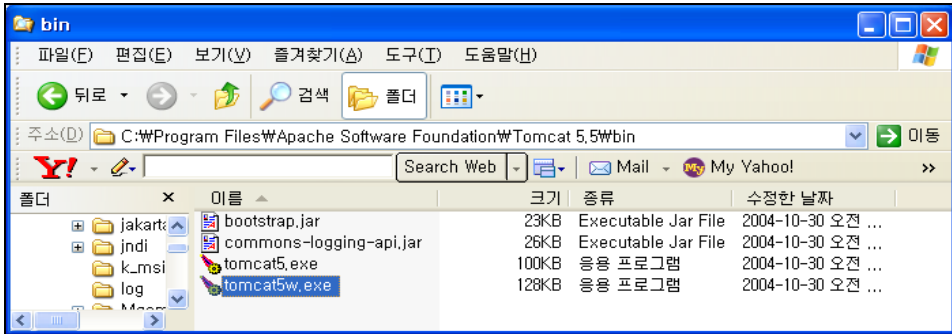 bin
파일(F) 편집(E) 보기(V) 즐겨찾기(A) 도구(T) 도움말(H)
뒤로 검색 폴더
주소(D) C:₩Program Files₩Apache Software Foundation₩Tomcat 5.5₩bin 이동
Y! Search Web Mail My Yahoo! »
폴더 × 이름 크기 종류 수정한 날짜
jakarta bootstrap.jar 23KB Executable Jar File 2004-10-30 오전 ...
jndi commons-logging-api.jar 26KB Executable Jar File 2004-10-30 오전 ...
k_msi tomcat5.exe 100KB 응용 프로그램 2004-10-30 오전 ...
log tomcat5w.exe 128KB 응용 프로그램 2004-10-30 오전 ...